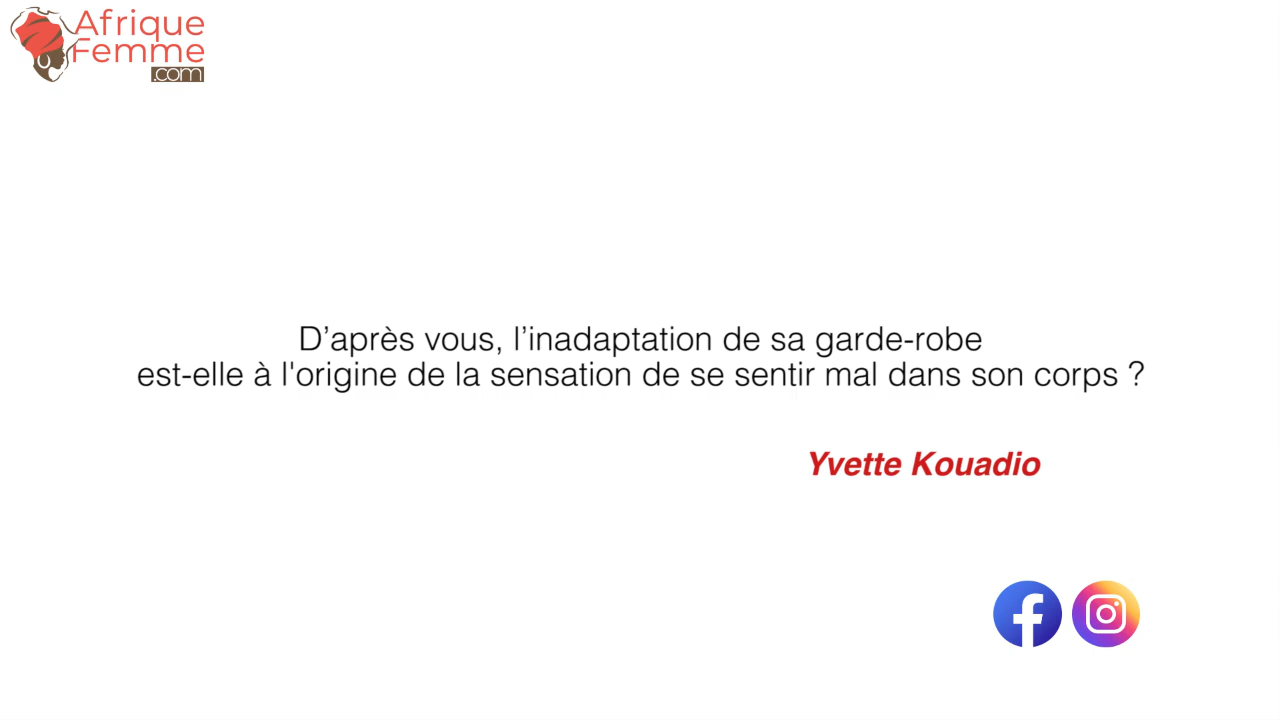 Afrique
Femme
.com
D’après vous, l’inadaptation de sa garde-robe
est-elle à l'origine de la sensation de se sentir mal dans son corps ?
Yvette Kouadio